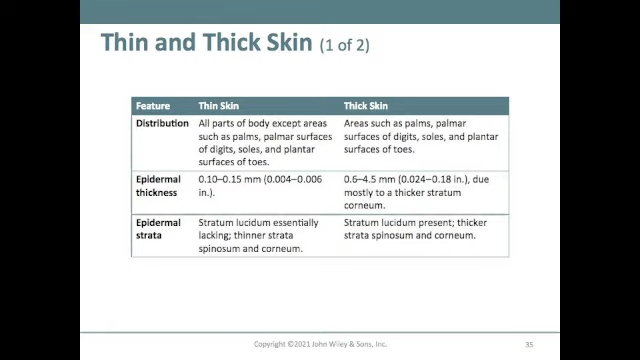 Thin and Thick Skin (1 of 2)
Feature Thin Skin Thick Skin
Distribution
All parts of body except areas
such as palms, palmar surfaces
of digits, soles, and plantar
surfaces of toes.
Areas such as palms, palmar
surfaces of digits, soles, and plantar
surfaces of toes.
Epidermal
thickness
0.10–0.15 mm (0.004–0.006
in.).
0.6–4.5 mm (0.024–0.18 in.), due
mostly to a thicker stratum
corneum.
Epidermal
strata
Stratum lucidum essentially
lacking; thinner strata
spinosum and corneum.
Stratum lucidum present; thicker
strata spinosum and corneum.
Copyright ©2021 John Wiley & Sons, Inc.
35